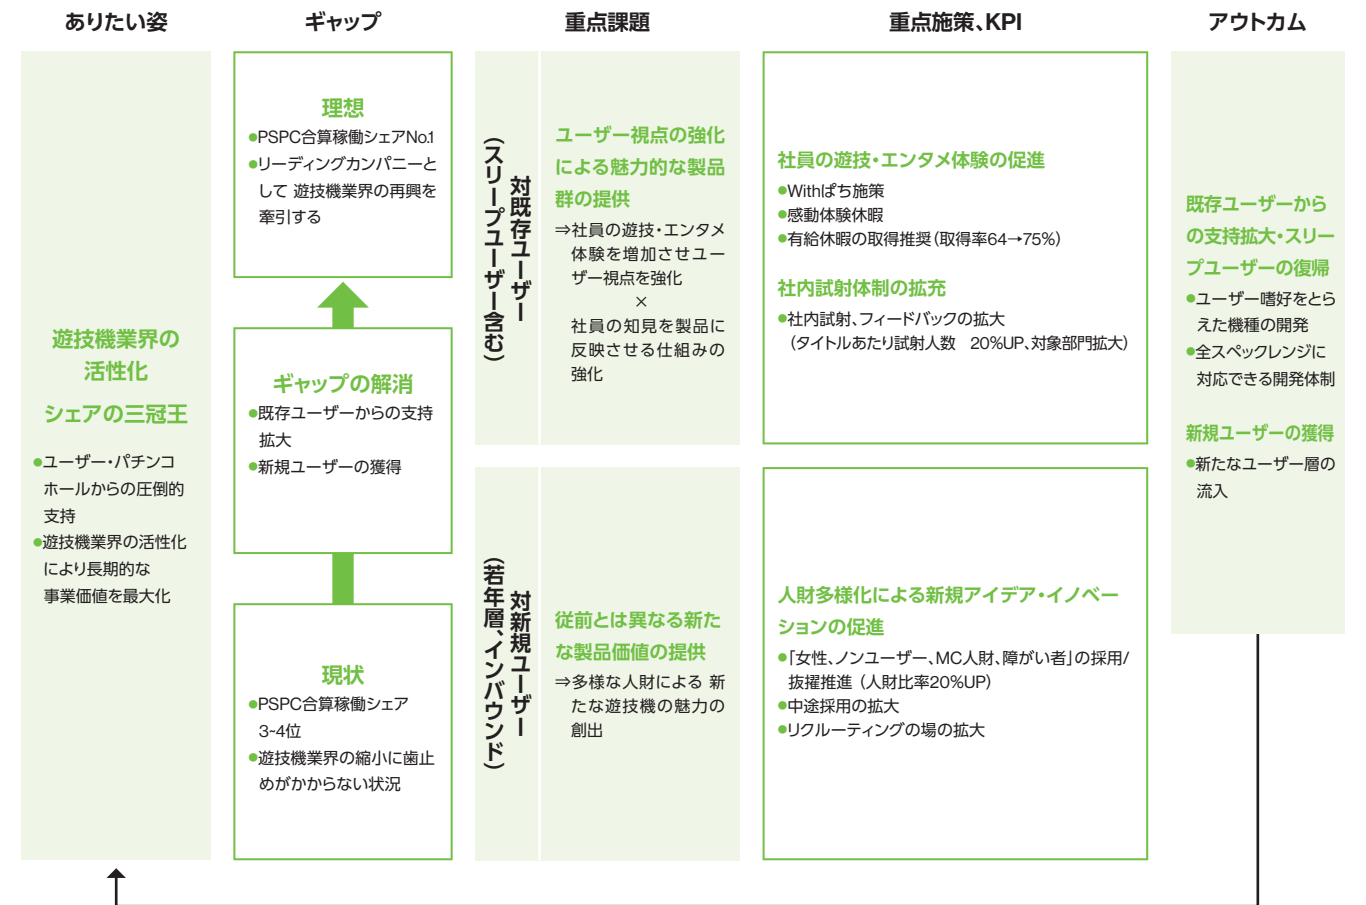 ありたい姿
ギャップ
重点課題
重点施策、KPI
アウトカム
遊技機業界の
活性化
シェアの三冠王
●ユーザー・パチンコ
ホールからの圧倒的
支持
●遊技機業界の活性化
により長期的な
事業価値を最大化
理想
●PSPC合算稼働シェアNo.1
●リーディングカンパニーと
して 遊技機業界の再興を
牽引する
ギャップの解消
●既存ユーザーからの支持
拡大
●新規ユーザーの獲得
現状
●PSPC合算稼働シェア
3~4位
●遊技機業界の縮小に歯止
めがかからない状況
対既存ユーザー
(スリープユーザー含む)
ユーザー視点の強化
による魅力的な製品
群の提供
⇒社員の遊技・エンタメ
体験を増加させユー
ザー視点を強化
×
社員の知見を製品に
反映させる仕組みの
強化
対新規ユーザー
(若年層、インバウンド)
従前とは異なる新た
な製品価値の提供
⇒多様な人財による 新
たな遊技機の魅力の
創出
社員の遊技・エンタメ体験の促進
●Withぱち施策
●感動体験休暇
●有給休暇の取得推奨(取得率64→75%)
社内試射体制の拡充
●社内試射、フィードバックの拡大
(タイトルあたり試射人数 20%UP、対象部門拡大)
人財多様化による新規アイデア・イノベー
ションの促進
●「女性、ノンユーザー、MC人財、障がい者」の採用/
抜擢推進 (人財比率20%UP)
●中途採用の拡大
●リクルーティングの場の拡大
既存ユーザーから
の支持拡大・スリー
プユーザーの復帰
●ユーザー嗜好をとら
えた機種の開発
●全スペックレンジに
対応できる開発体制
新規ユーザーの獲得
●新たなユーザー層の
流入